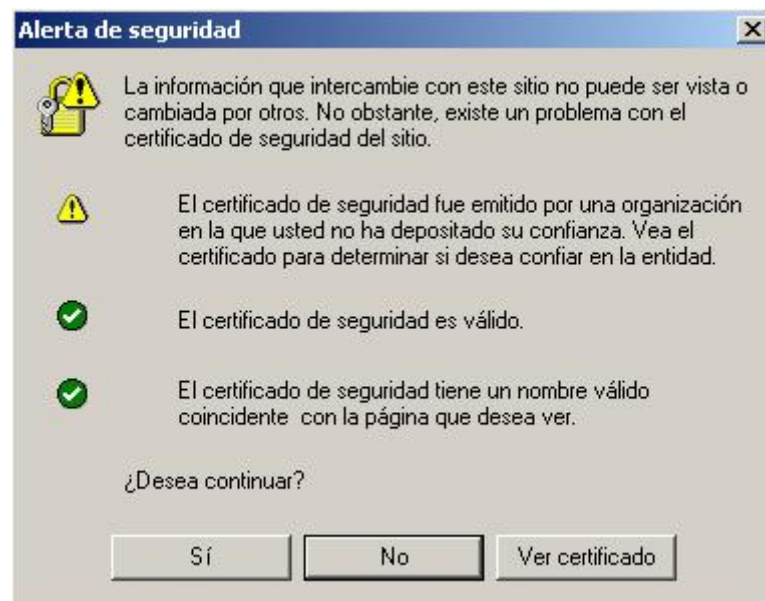 Alerta de seguridad
La información que intercambie con este sitio no puede ser vista o
cambiada por otros. No obstante, existe un problema con el
certificado de seguridad del sitio.
El certificado de seguridad fue emitido por una organización
en la que usted no ha depositado su confianza. Vea el
certificado para determinar si desea confiar en la entidad.
El certificado de seguridad es válido.
El certificado de seguridad tiene un nombre válido
coincidente con la página que desea ver.
¿Desea continuar?
Sí No Ver certificado